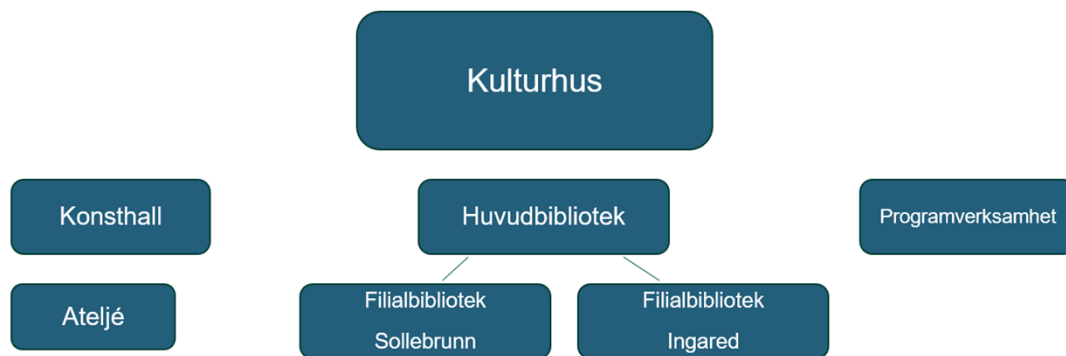 Kulturhus
Konsthall
Huvudbibliotek
Programverksamhet
Ateljé
Filialbibliotek
Sollebrunn
Filialbibliotek
Ingared